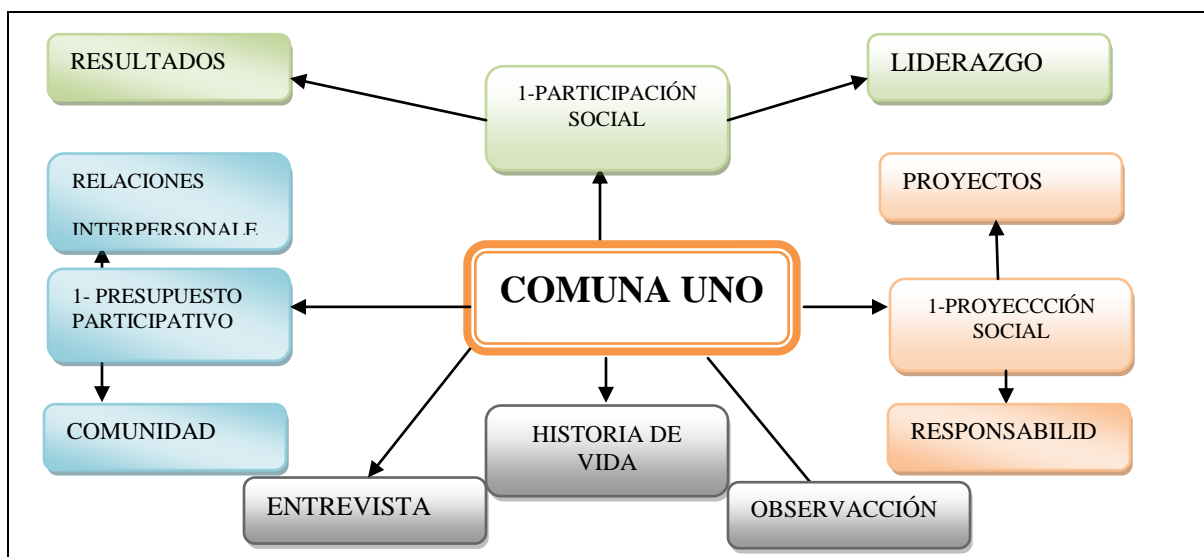 RESULTADOS
1-PARTICIPACIÓN
SOCIAL
LIDERAZGO
RELACIONES
INTERPERSONALE
PROYECTOS
1- PRESUPUESTO
PARTICIPATIVO
COMUNA UNO
1-PROYECCCIÓN
SOCIAL
COMUNIDAD
HISTORIA DE
VIDA
RESPONSABILID
ENTREVISTA
OBSERVACCIÓN